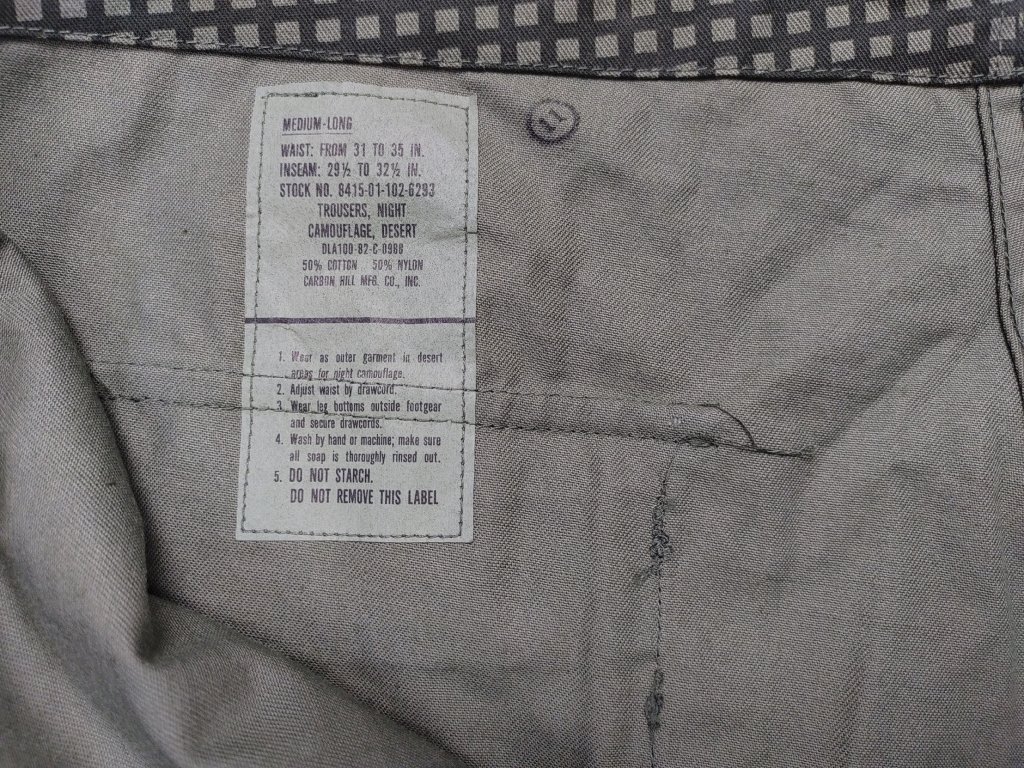 MEDIUM-LONG
WAIST: FROM 31 TO 35 IN.
INSEAM: 29½ TO 32½ IN.
STOCK NO. 8415-01-102-6293
TROUSERS, NIGHT
CAMOUFLAGE, DESERT
DLA100-82-C-0988
50% COTTON 50% NYLON
CARBON HILL MFG. CO., INC.
1. Wear as outer garment in desert
areas for night camouflage.
2. Adjust waist by drawcord.
3. Wear leg bottoms outside footgear
and secure drawcords.
4. Wash by hand or machine; make sure
all soap is thoroughly rinsed out.
5. DO NOT STARCH.
DO NOT REMOVE THIS LABEL
11